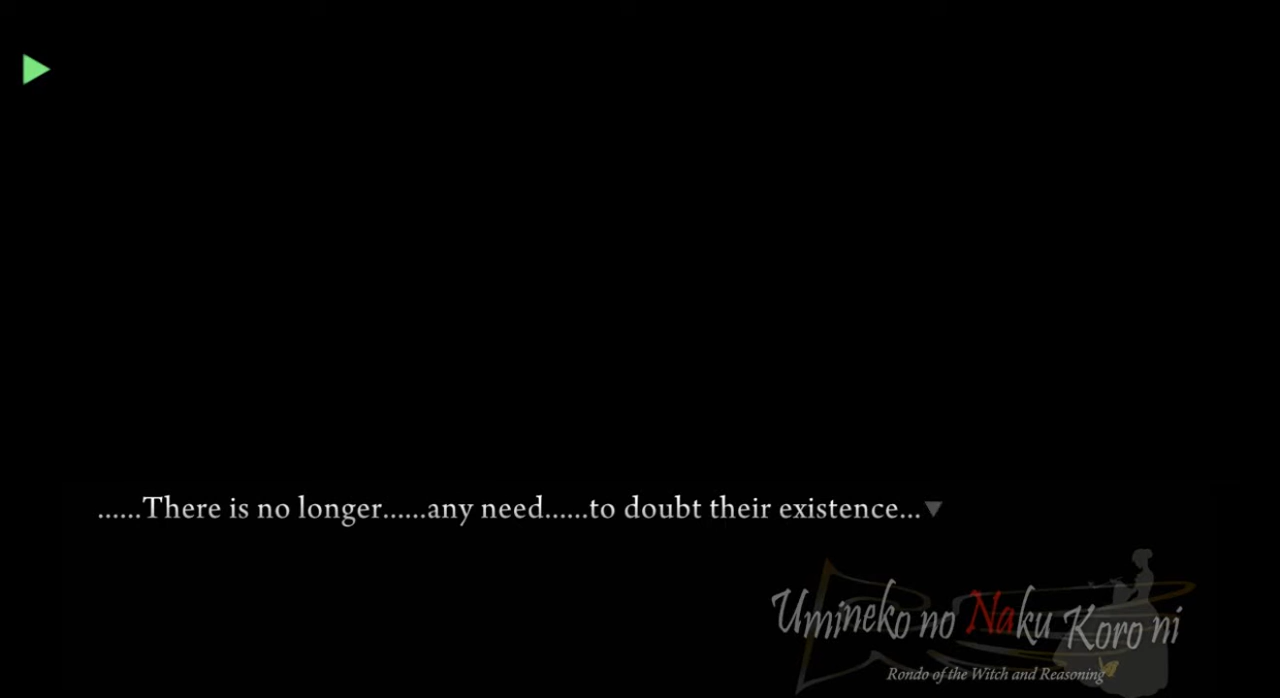 ......There is no longer......any need......to doubt their existence...
Umineko no Naku Koro ni
Rondo of the Witch and Reasoning